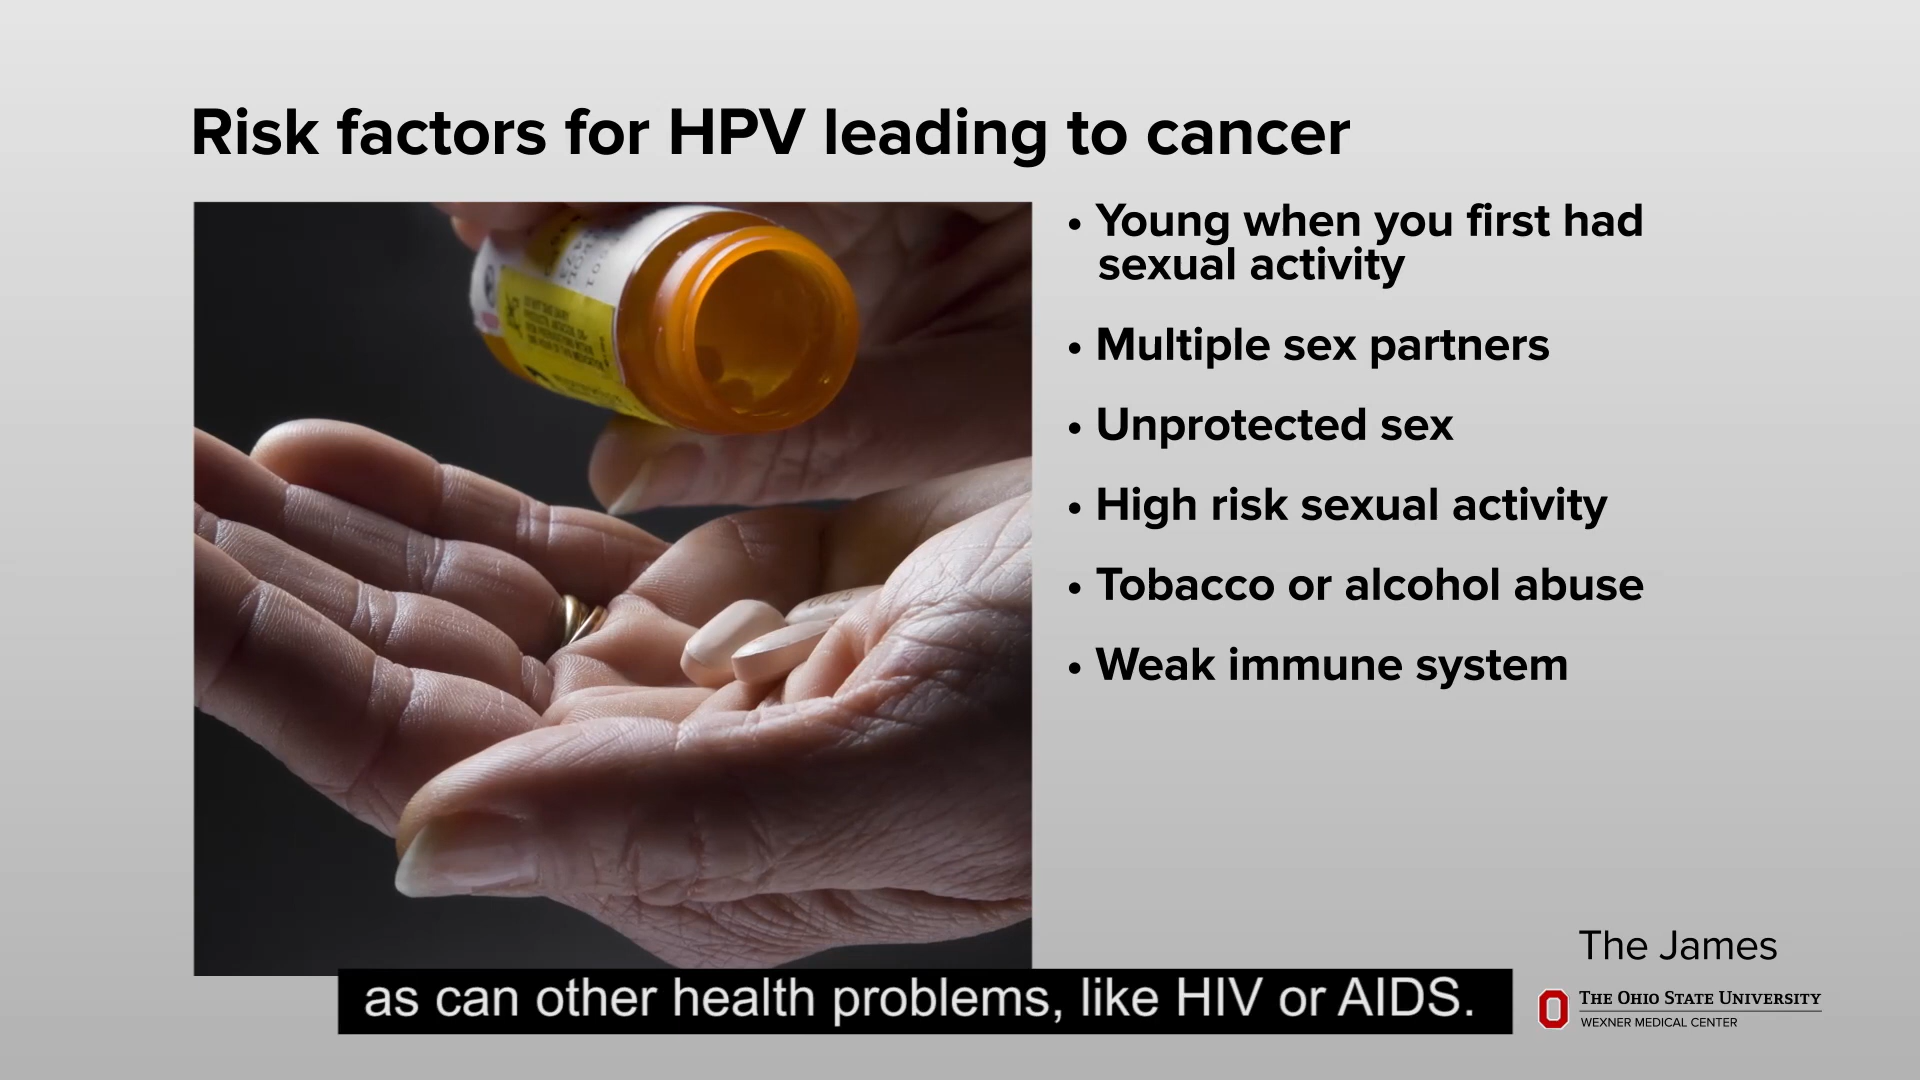 Risk factors for HPV leading to cancer
• Young when you first had
sexual activity
• Multiple sex partners
• Unprotected sex
• High risk sexual activity
• Tobacco or alcohol abuse
• Weak immune system
The James
THE OHIO STATE UNIVERSITY
WEXNER MEDICAL CENTER
as can other health problems, like HIV or AIDS.